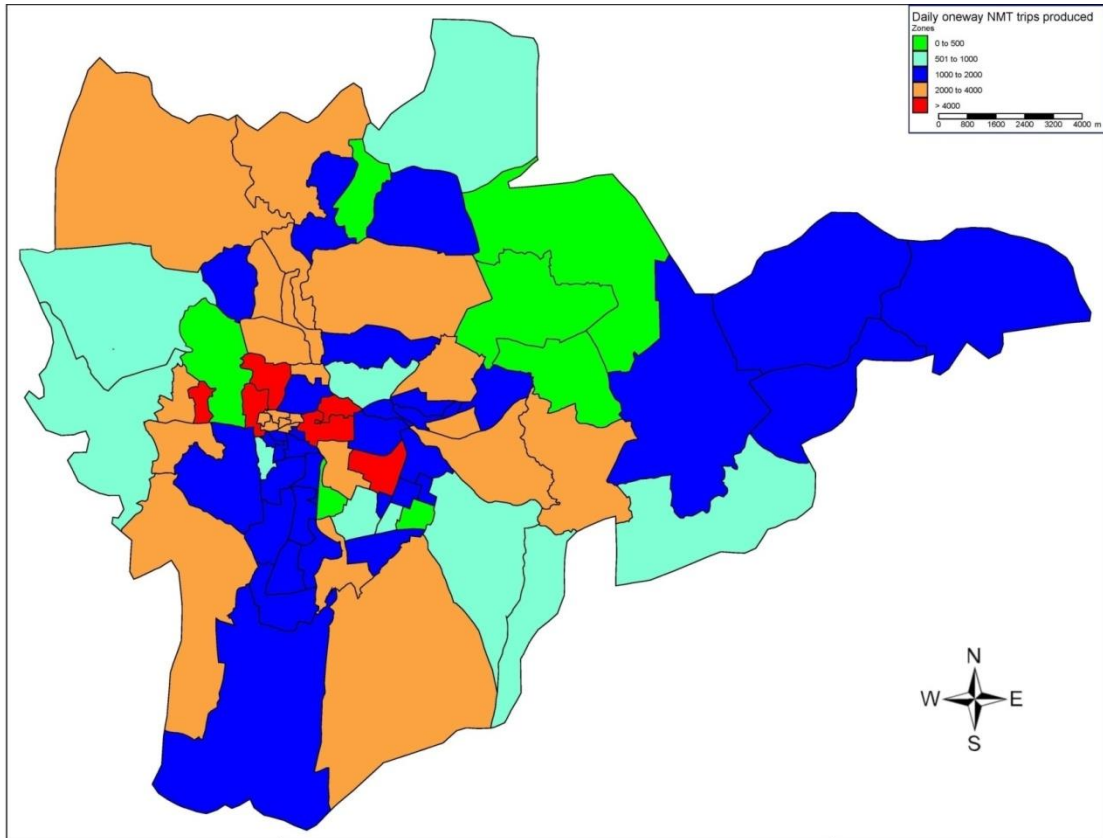 Daily oneway NMT trips produced
Zones
0 to 500
501 to 1000
1000 to 2000
2000 to 4000
> 4000
0 800 1600 2400 3200 4000 m
N
W E
S